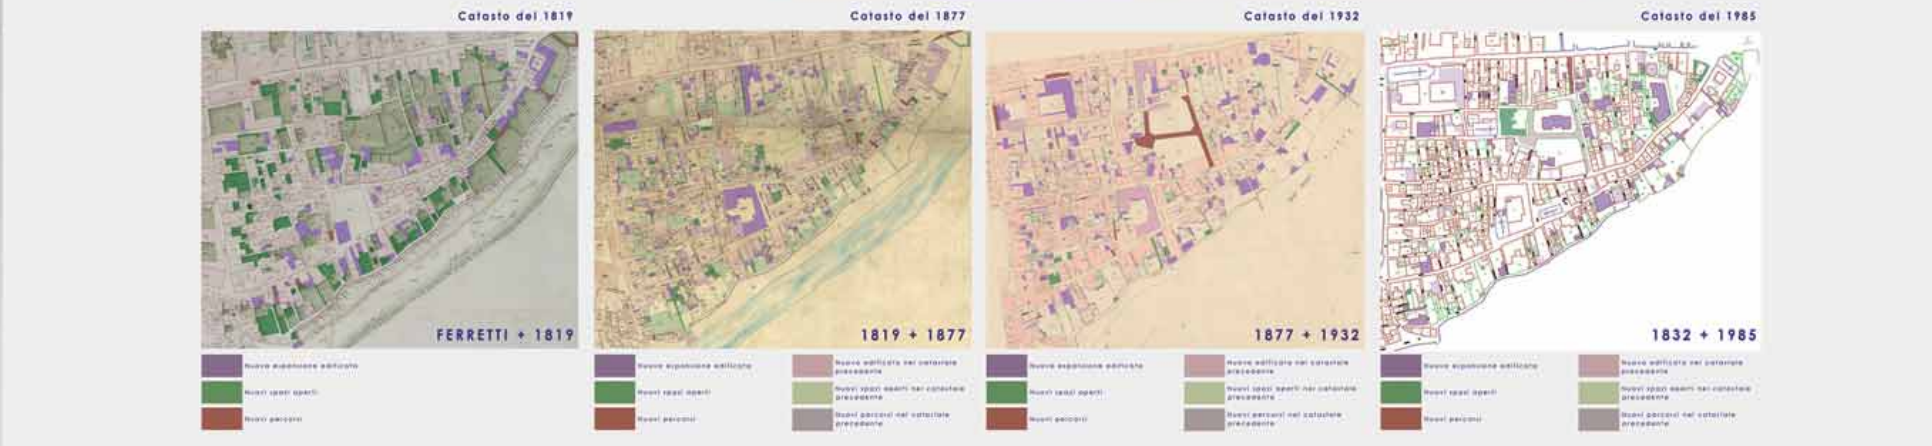 Catasto del 1819
Catasto del 1877
Catasto del 1932
Catasto del 1985
FERRETTI + 1819
1819 + 1877
1877 + 1932
1832 + 1985
Nuova espansione edificato
Nuovi spazi aperti
Nuovi percorsi
Nuova espansione edificato
Nuovi spazi aperti
Nuovi percorsi
Nuovo edificato nel catastale
precedente
Nuovi spazi aperti nel catastale
precedente
Nuovi percorsi nel catastale
precedente
Nuova espansione edificato
Nuovi spazi aperti
Nuovi percorsi
Nuovo edificato nel catastale
precedente
Nuovi spazi aperti nel catastale
precedente
Nuovi percorsi nel catastale
precedente
Nuova espansione edificato
Nuovi spazi aperti
Nuovi percorsi
Nuovo edificato nel catastale
precedente
Nuovi spazi aperti nel catastale
precedente
Nuovi percorsi nel catastale
precedente